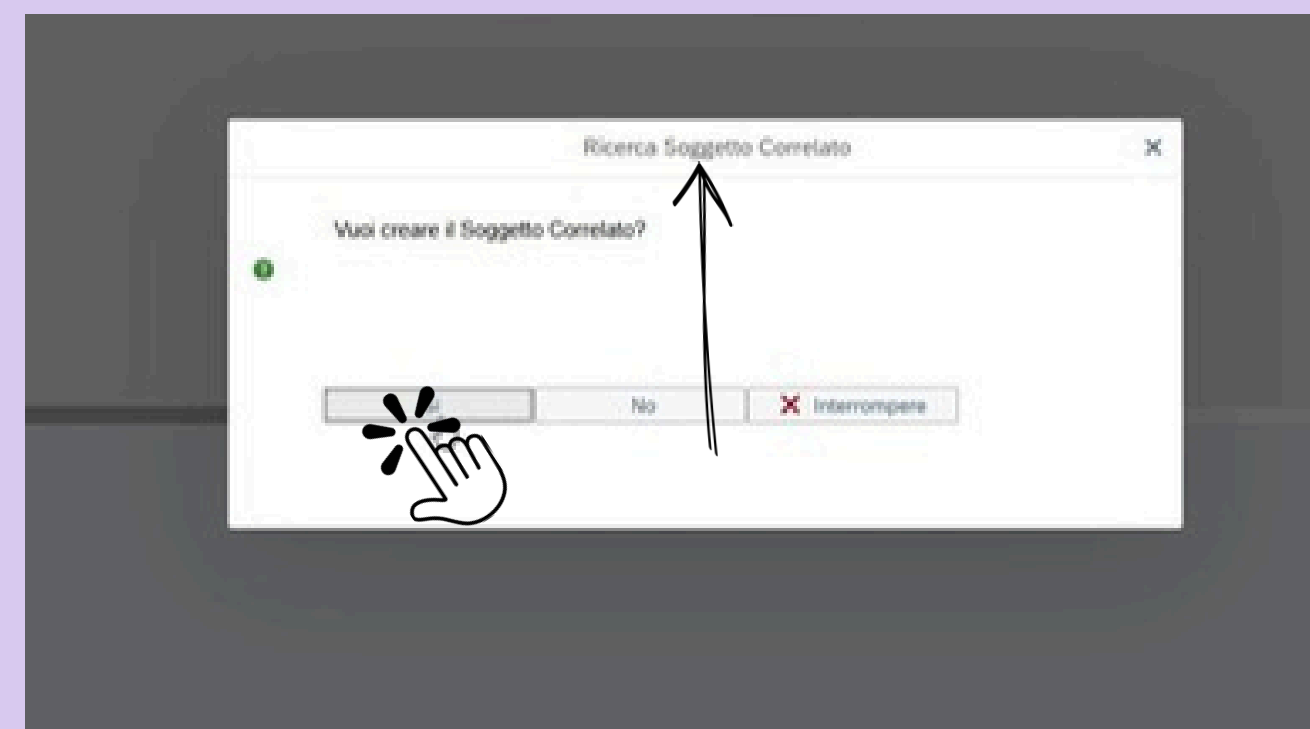 Ricerca Soggetto Correlato
Vuoi creare il Soggetto Correlato?
No
Interrompere